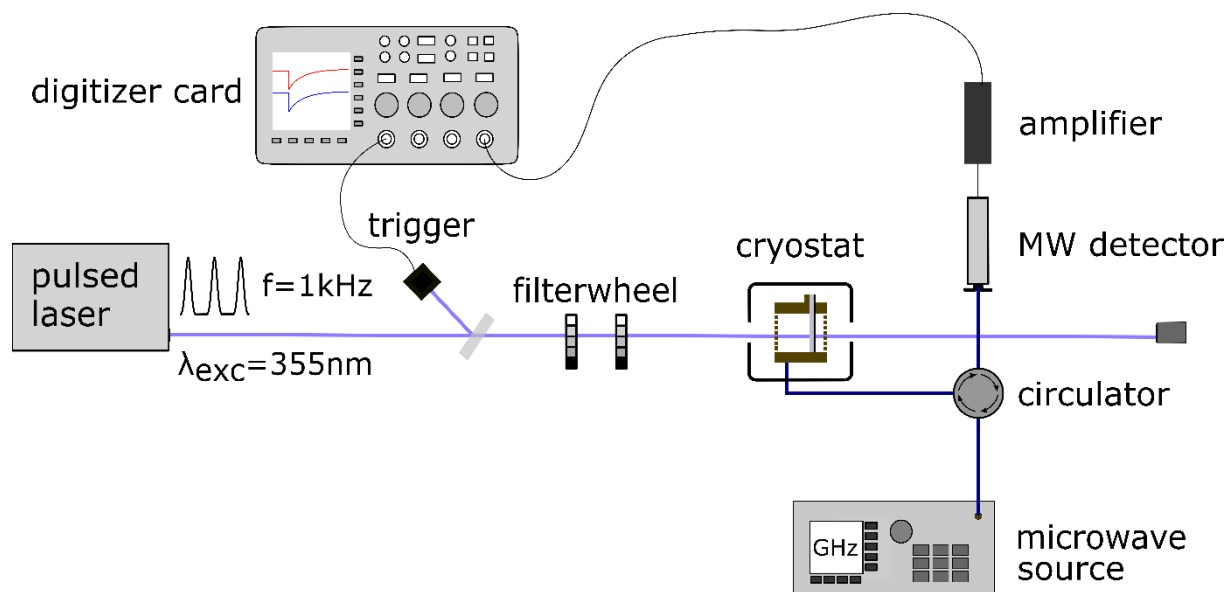 digitizer card
amplifier
trigger
MW detector
cryostat
pulsed
laser
f=1kHz
filterwheel
λexc=355nm
circulator
GHz
microwave
source